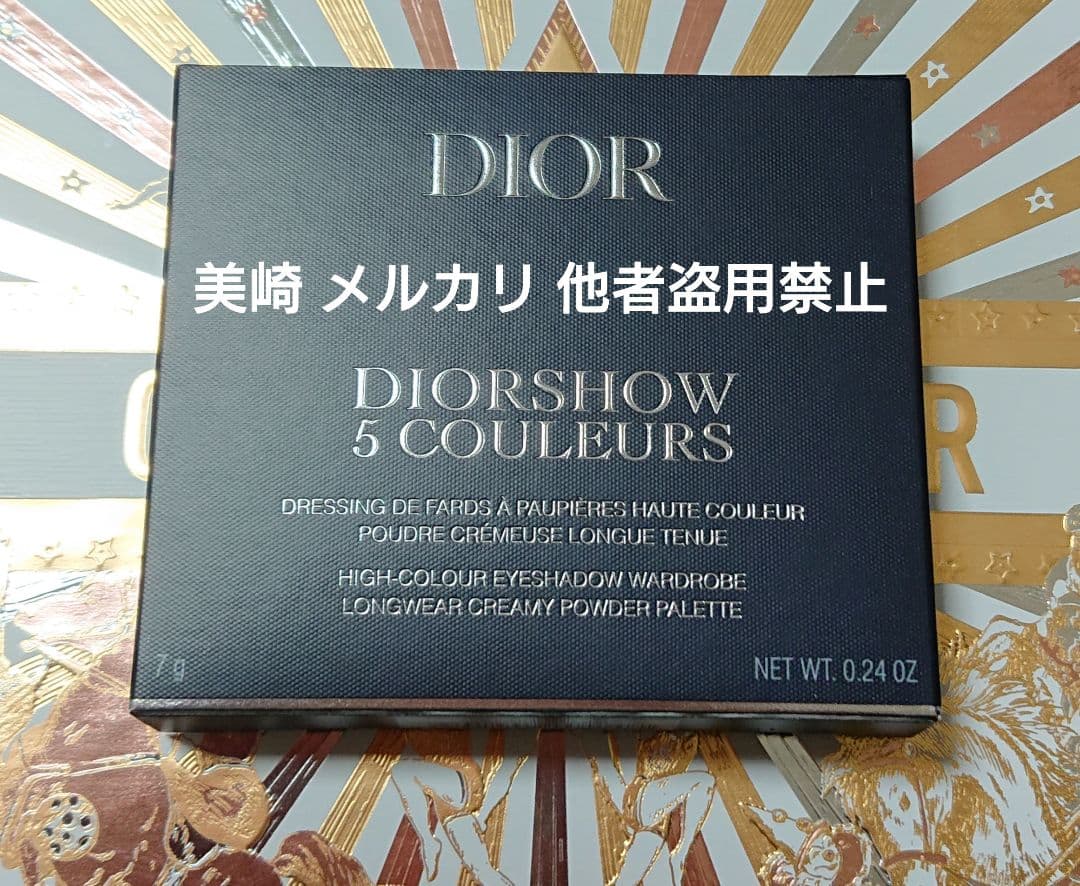 DIOR
美崎 メルカリ 他者盗用禁止
DIORSHOW
5 COULEURS
DRESSING DE FARDS À PAUPIÈRES HAUTE COULEUR
POUDRE CRÉMEUSE LONGUE TENUE
HIGH-COLOUR EYESHADOW WARDROBE
LONGWEAR CREAMY POWDER PALETTE
7 g
NET WT. 0.24 OZ